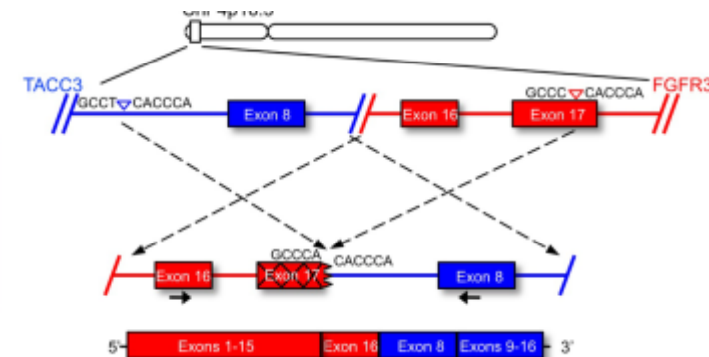 TACC3
FGFR3
GCCT CACCCA
GCCC CACCCA
Exon 8
Exon 16
Exon 17
GCCCA
CACCCA
Exon 16
Exon 17
Exon 8
5'
Exons 1-15
Exon 16
Exon 8
Exons 9-16
3'